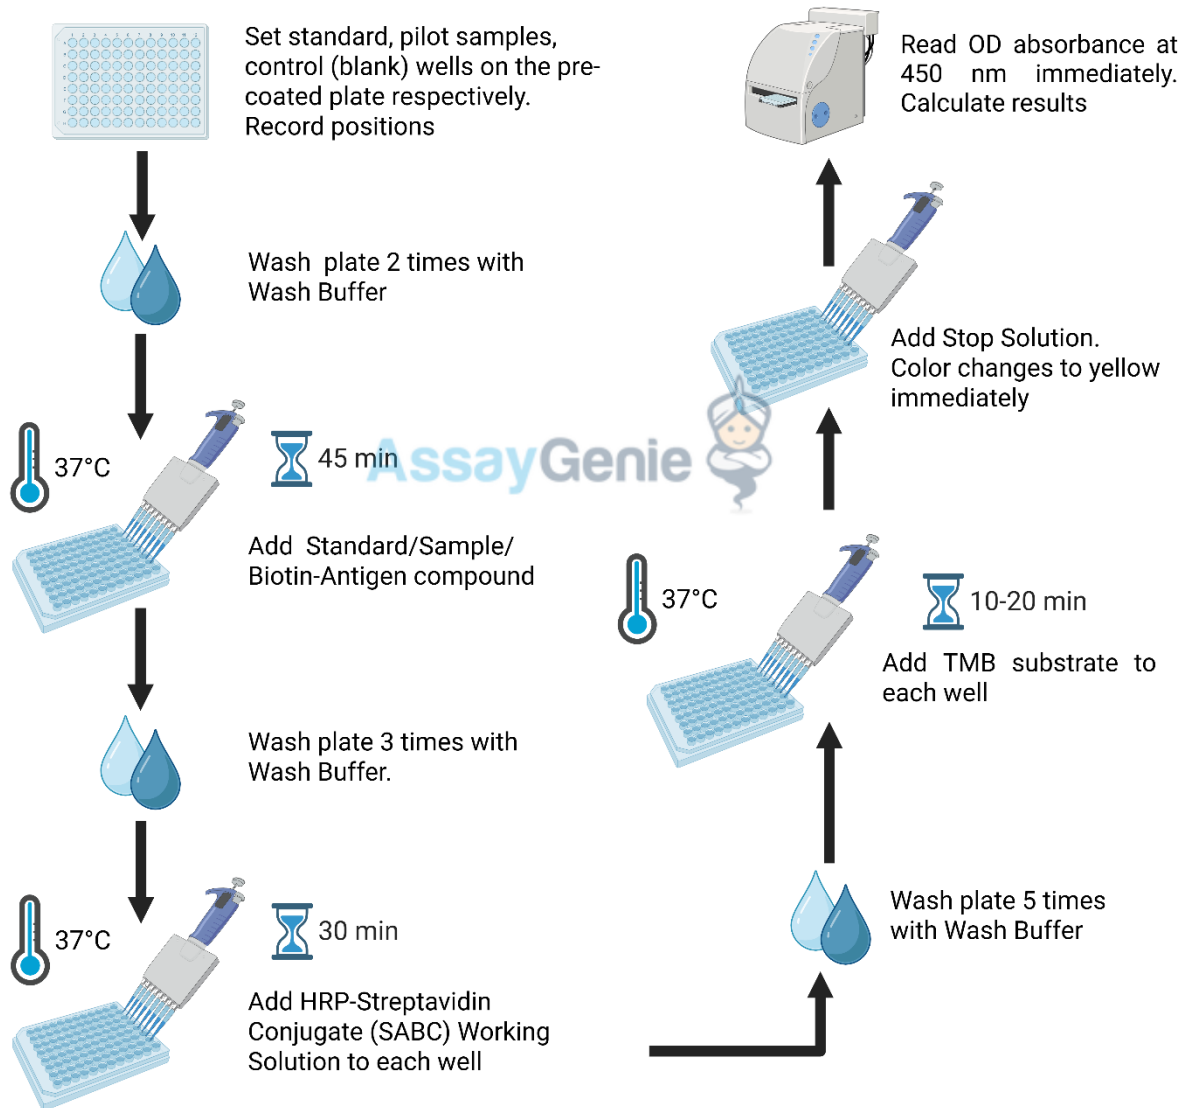 Set standard, pilot samples,
control (blank) wells on the pre-
coated plate respectively.
Record positions
Wash plate 2 times with
Wash Buffer
37°C
45 min
Add Standard/Sample/
Biotin-Antigen compound
Wash plate 3 times with
Wash Buffer.
37°C
30 min
Add HRP-Streptavidin
Conjugate (SABC) Working
Solution to each well
Wash plate 5 times
with Wash Buffer
37°C
10-20 min
Add TMB substrate to
each well
Add Stop Solution.
Color changes to yellow
immediately
Read OD absorbance at
450 nm immediately.
Calculate results
AssayGenie